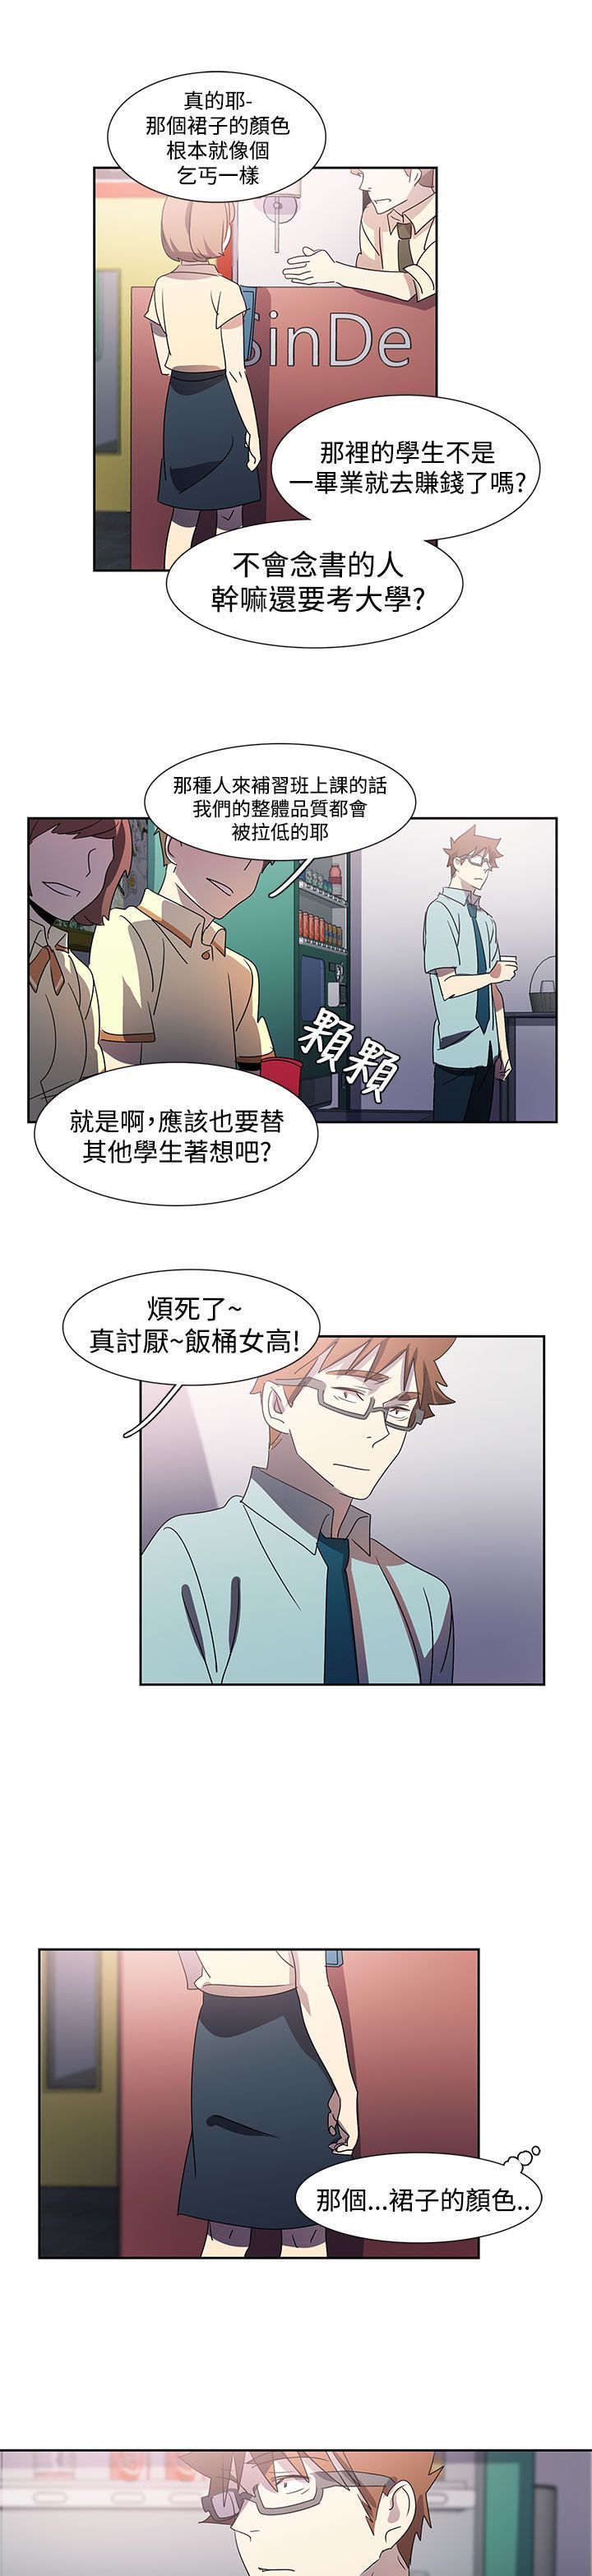 真的耶-
那個裙子的顏色
根本就像個
乞丐一樣
SinDe
那裡的學生不是
一畢業就去賺錢了嗎?
不會念書的人
幹嘛還要考大學?
那種人來補習班上課的話
我們的整體品質都會
被拉低的耶
顆顆
就是啊,應該也要替
其他學生著想吧?
煩死了~
真討厭~飯桶女高!
那個...裙子的顏色..